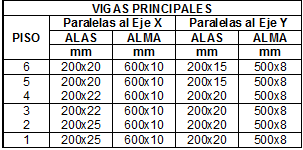 VIGAS PRINCIPALES
PISO Paralelas al Eje X Paralelas al Eje Y
ALAS ALMA ALAS ALMA
mm mm mm mm
6 200x20 600x10 200x15 500x8
5 200x20 600x10 200x15 500x8
4 200x22 600x10 200x20 500x8
3 200x22 600x10 200x20 500x8
2 200x25 600x10 200x20 500x8
1 200x25 600x10 200x20 500x8